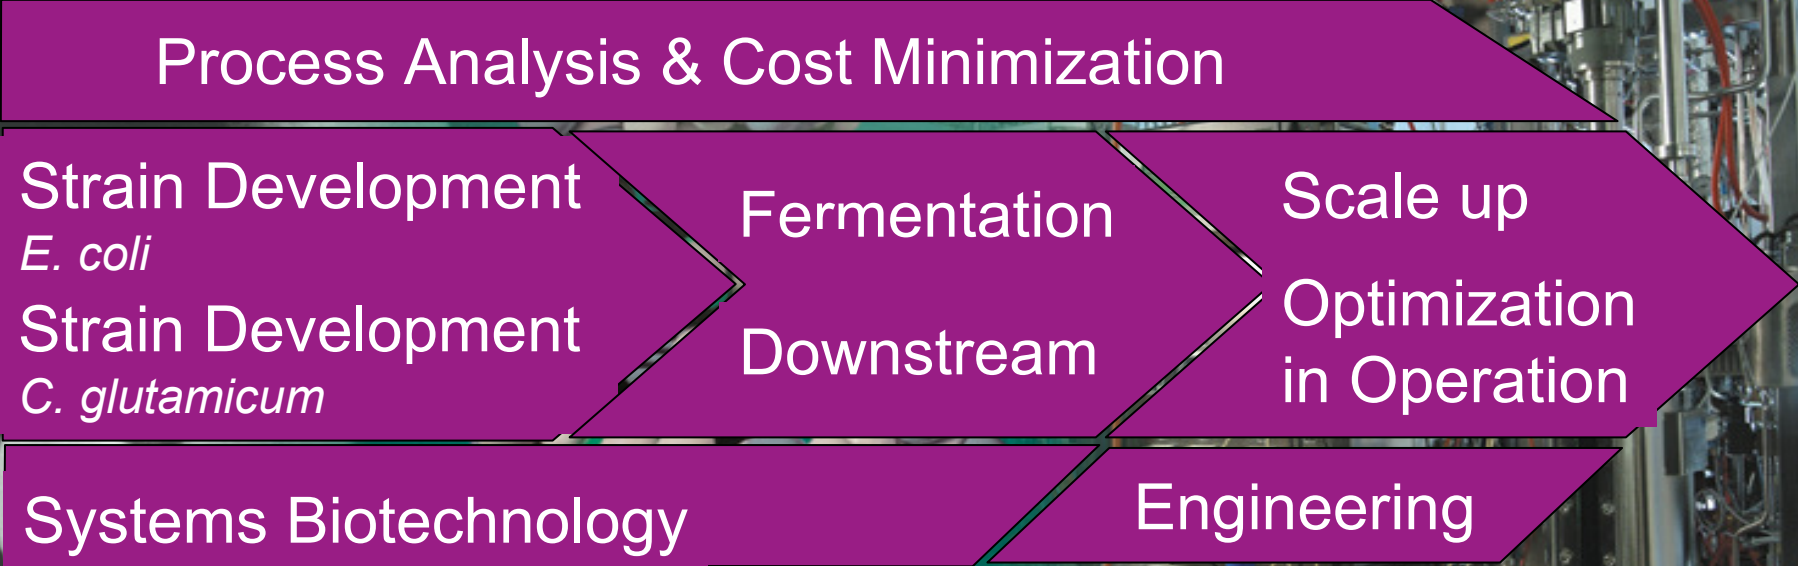 Process Analysis & Cost Minimization
Strain Development
E. coli
Strain Development
C. glutamicum
Fermentation
Downstream
Scale up
Optimization
in Operation
Systems Biotechnology
Engineering